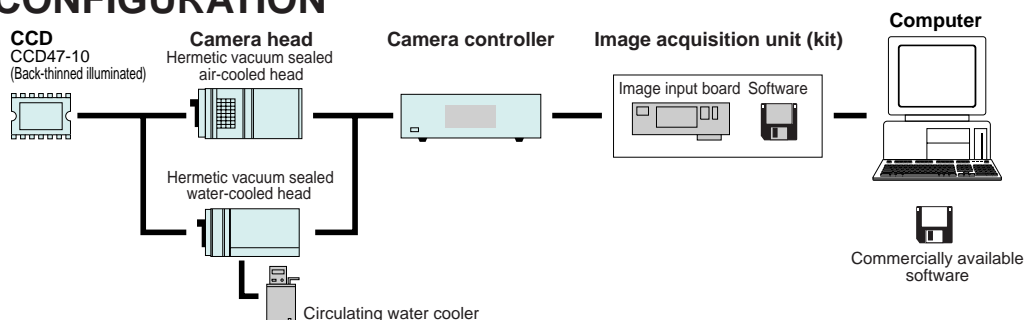 CONFIGURATION
CCD
CCD47-10
(Back-thinned illuminated)
Camera head
Hermetic vacuum sealed
air-cooled head
Hermetic vacuum sealed
water-cooled head
Circulating water cooler
Camera controller
Image acquisition unit (kit)
Image input board
Software
Computer
Commercially available
software